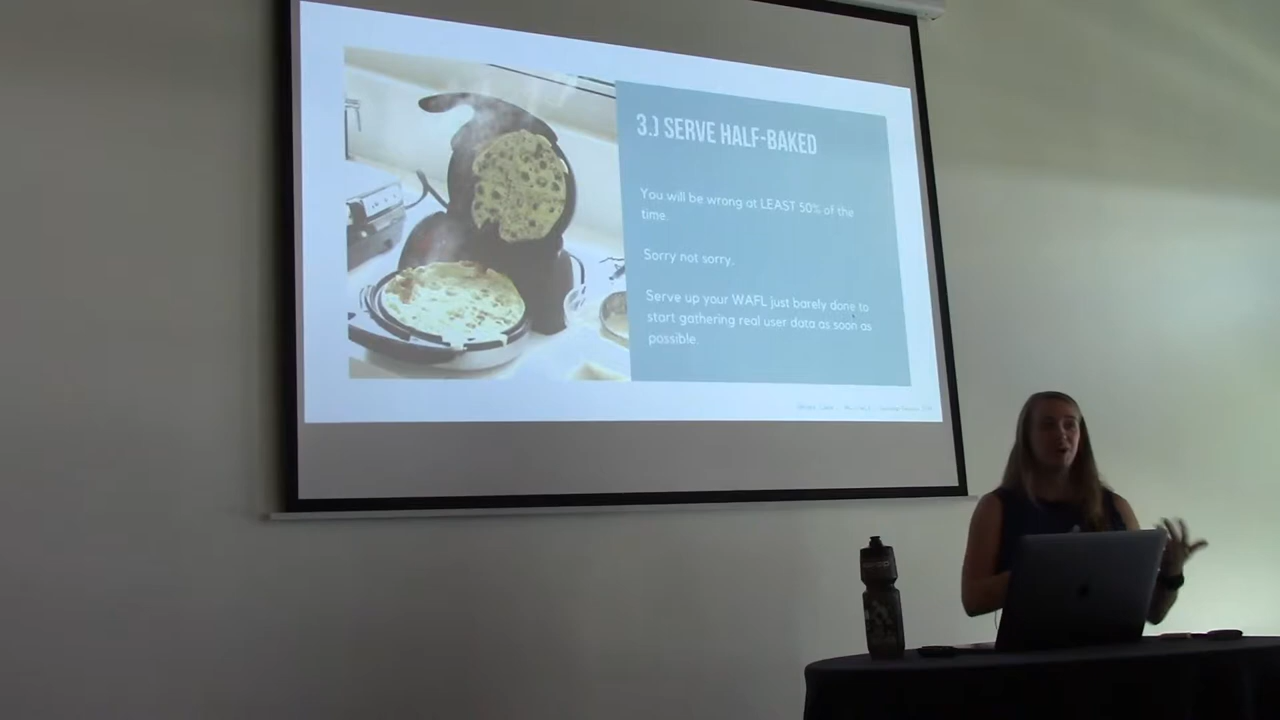 3.) SERVE HALF-BAKED
You will be wrong at LEAST 50% of the
time.
Sorry not sorry.
Serve up your WAFL just barely done to
start gathering real user data as soon as
possible.